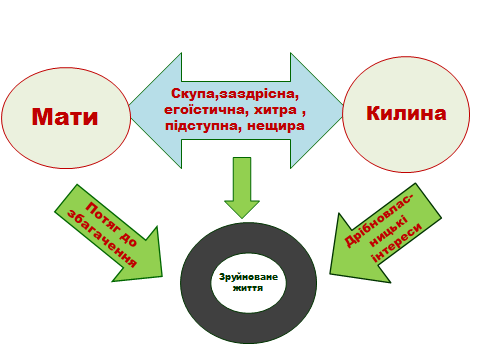 Мати
Скупа,заздрісна,
егоїстична, хитра ,
підступна, нещира
Килина
Потяг до
збагачення
Дрібновлас-
ницькі
інтереси
Зруйноване
життя